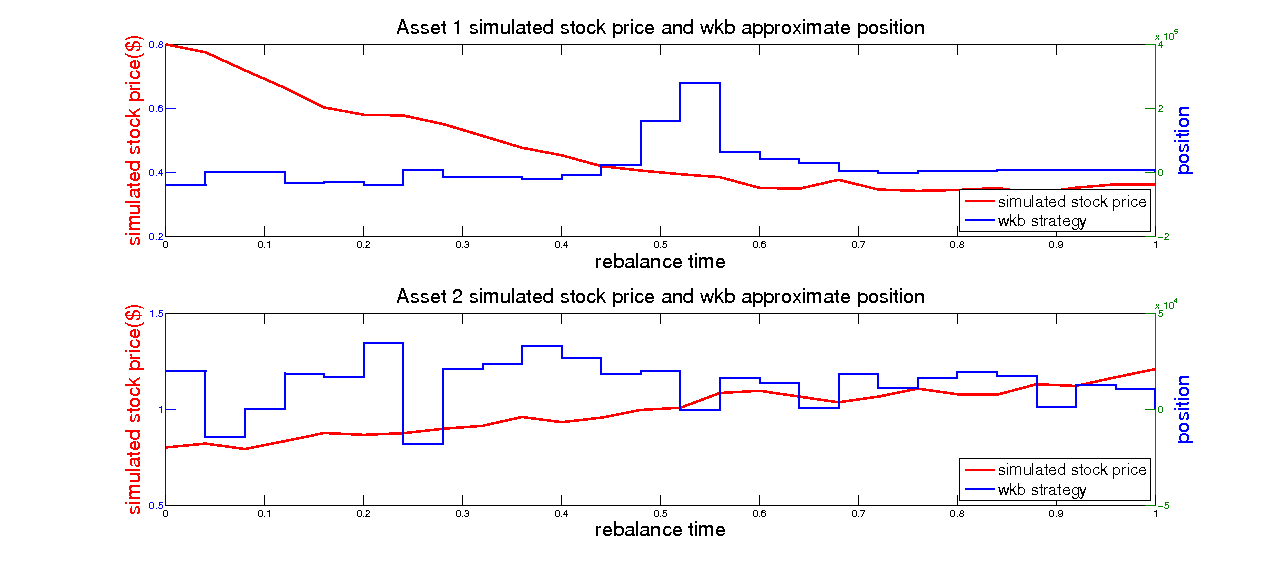 Asset 1 simulated stock price and wkb approximate position
x 10^5
simulated stock price($)
0.8
0.6
0.4
0.2
4
2
0
-2
position
simulated stock price
wkb strategy
0 0.1 0.2 0.3 0.4 0.5 0.6 0.7 0.8 0.9 1
rebalance time
Asset 2 simulated stock price and wkb approximate position
x 10^4
simulated stock price($)
1.5
1
0.5
5
0
-5
position
simulated stock price
wkb strategy
0 0.1 0.2 0.3 0.4 0.5 0.6 0.7 0.8 0.9 1
rebalance time